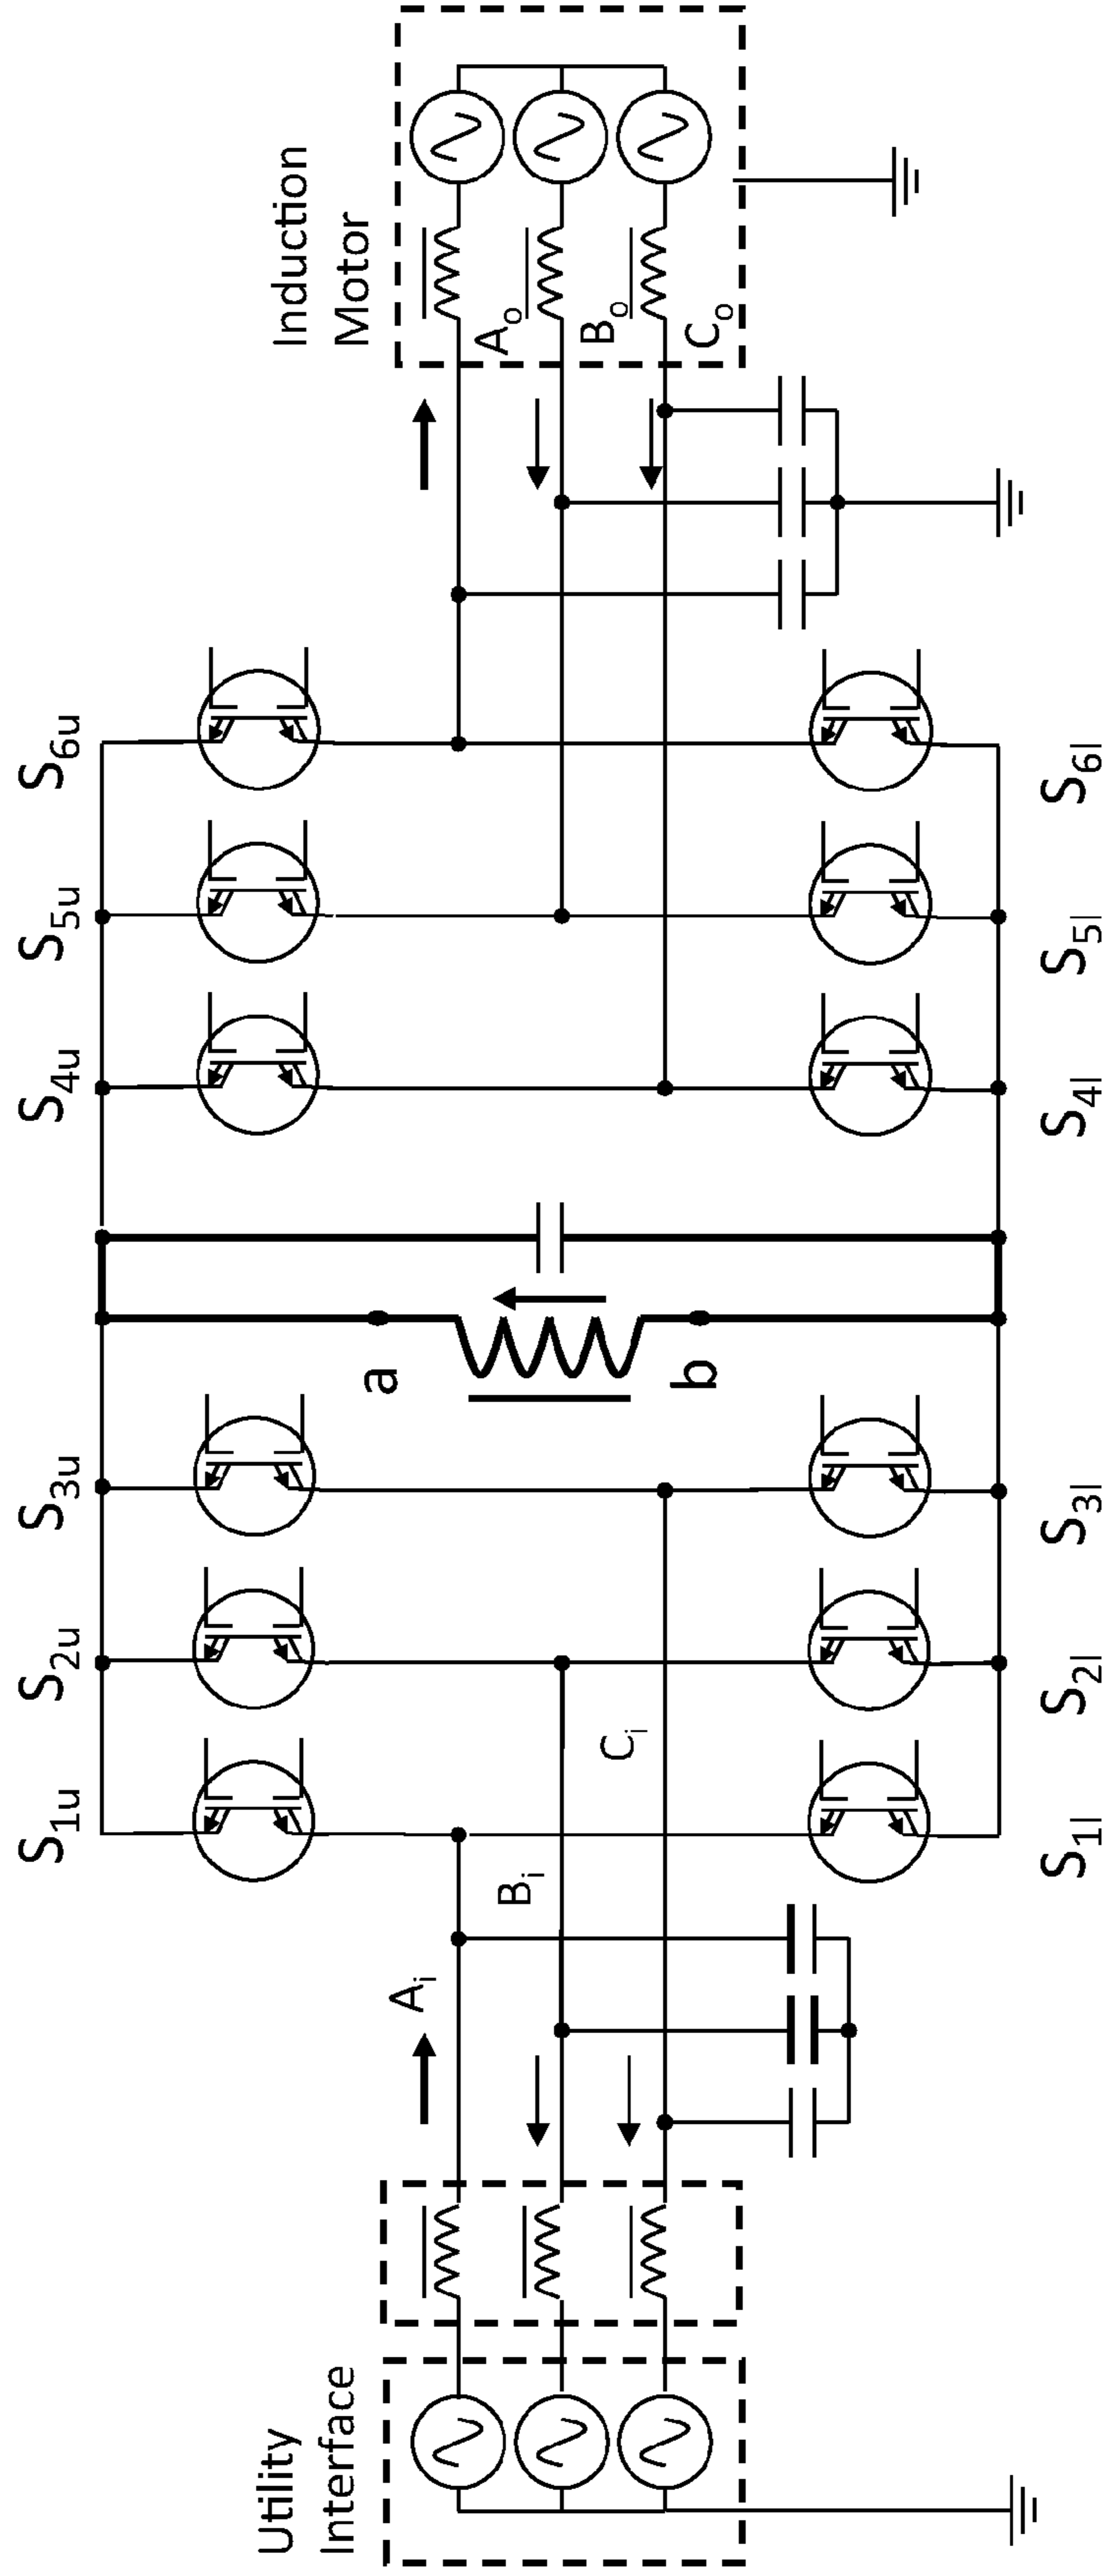 S1u S2u S3u S4u S5u S6u
Utility
Interface
Induction
Motor
Ai
Bi
Ci
a
b
Ao
Bo
Co
S1l S2l S3l S4l S5l S6l